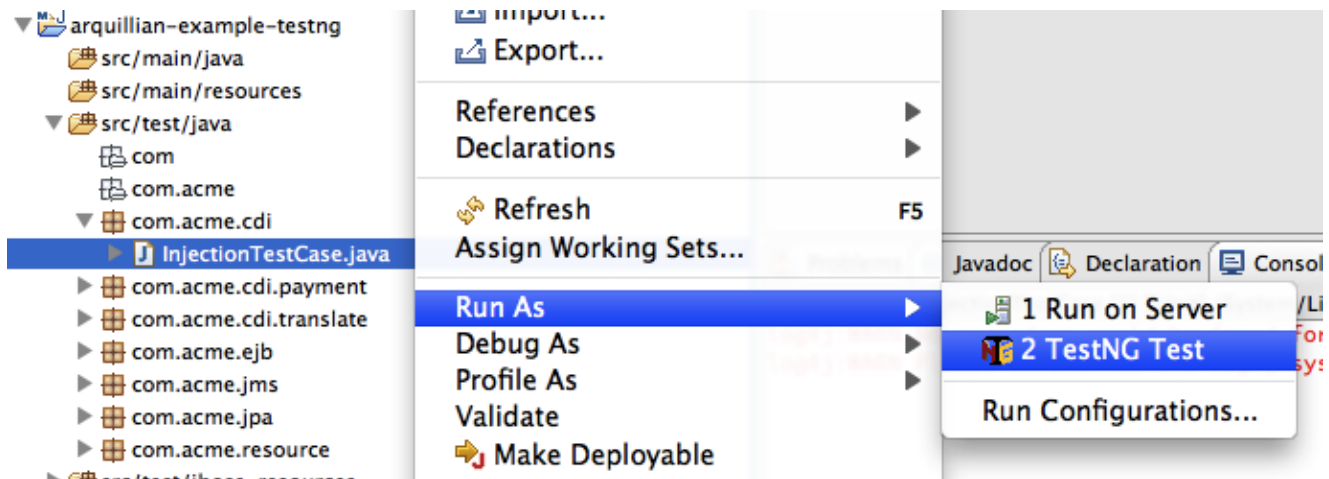 arquillian-example-testng
src/main/java
src/main/resources
src/test/java
com
com.acme
com.acme.cdi
InjectionTestCase.java
com.acme.cdi.payment
com.acme.cdi.translate
com.acme.ejb
com.acme.jms
com.acme.jpa
com.acme.resource
Import...
Export...
References
Declarations
Refresh F5
Assign Working Sets...
Run As
Debug As
Profile As
Validate
Make Deployable
Problems
Javadoc Declaration Consol
1 Run on Server
2 TestNG Test
Run Configurations...